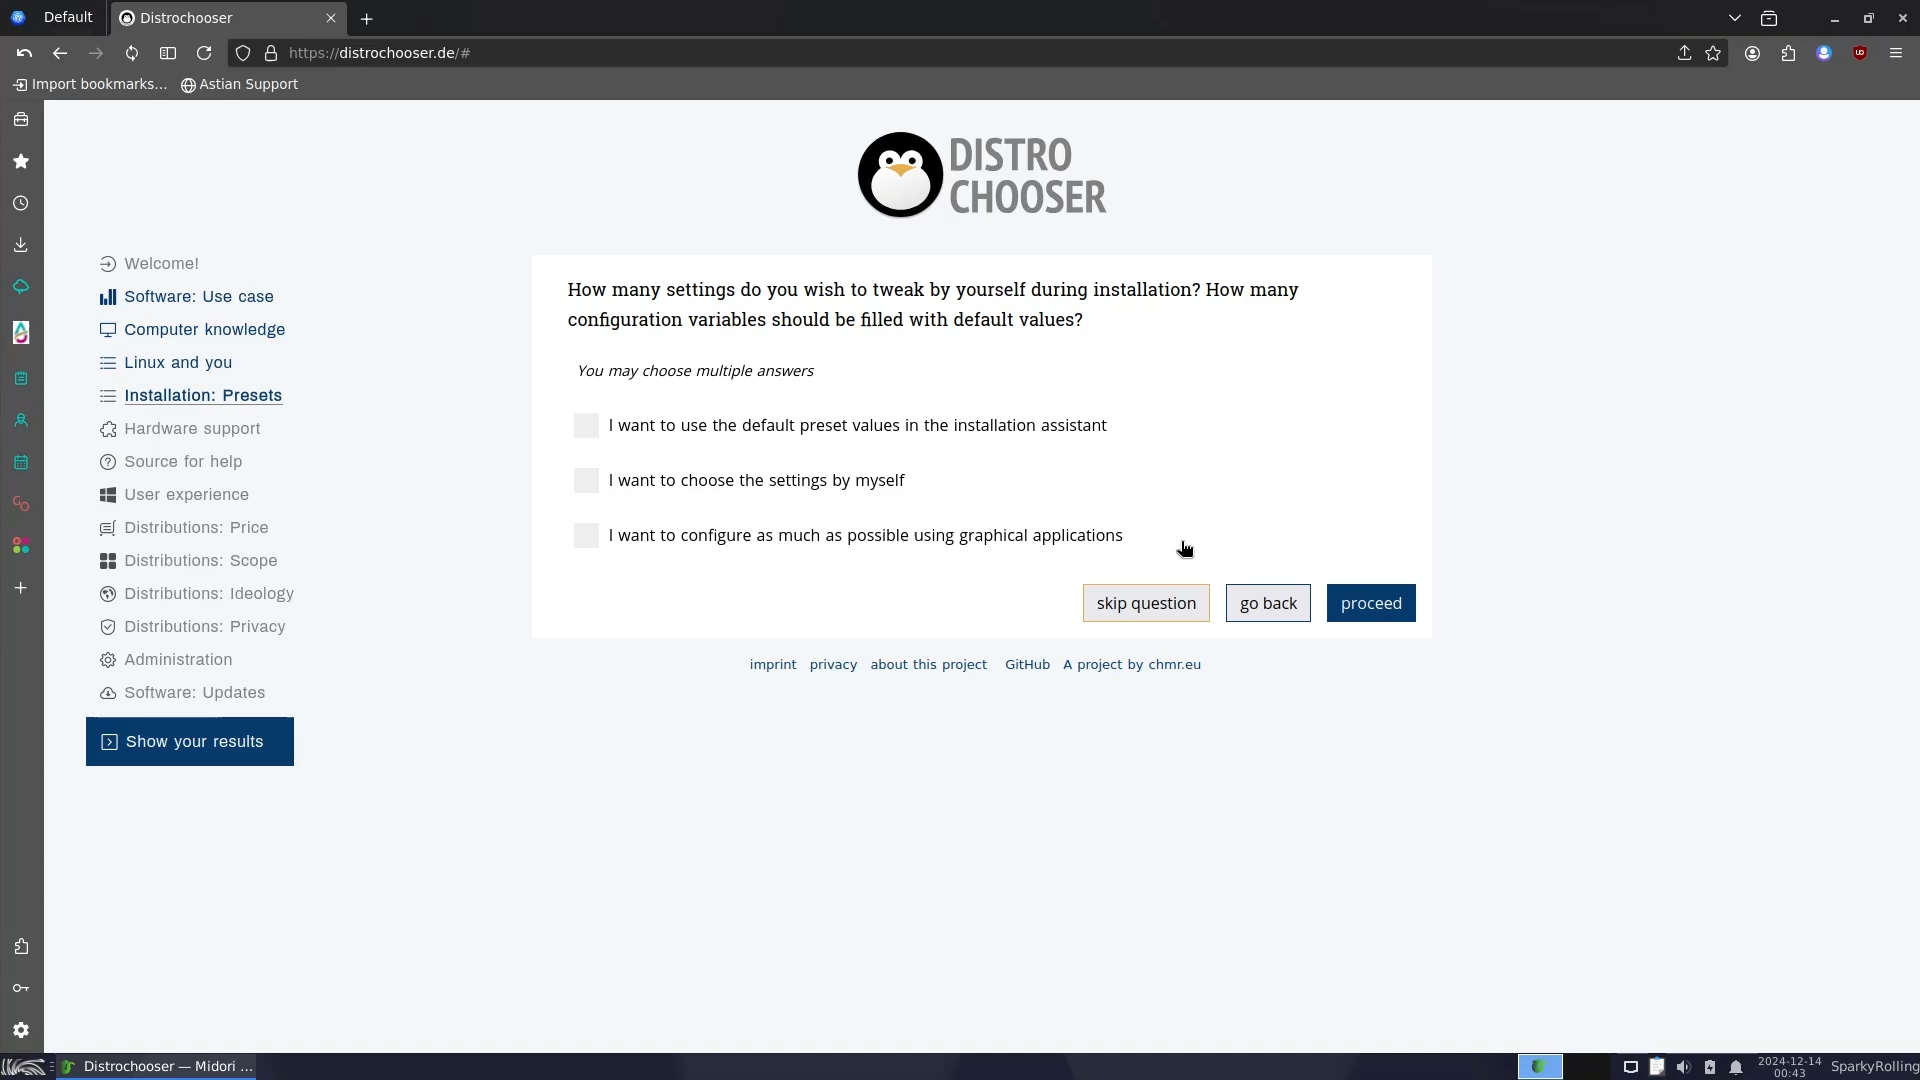 Default
Distrochooser
https://distrochooser.de/#
Import bookmarks...
Astian Support
DISTRO
CHOOSER
Welcome!
Software: Use case
Computer knowledge
Linux and you
Installation: Presets
Hardware support
Source for help
User experience
Distributions: Price
Distributions: Scope
Distributions: Ideology
Distributions: Privacy
Administration
Software: Updates
Show your results
How many settings do you wish to tweak by yourself during installation? How many
configuration variables should be filled with default values?
You may choose multiple answers
I want to use the default preset values in the installation assistant
I want to choose the settings by myself
I want to configure as much as possible using graphical applications
skip question
go back
proceed
imprint privacy about this project GitHub A project by chmr.eu
Distrochooser — Midori ...
2024-12-14
00:43
SparkyRolling